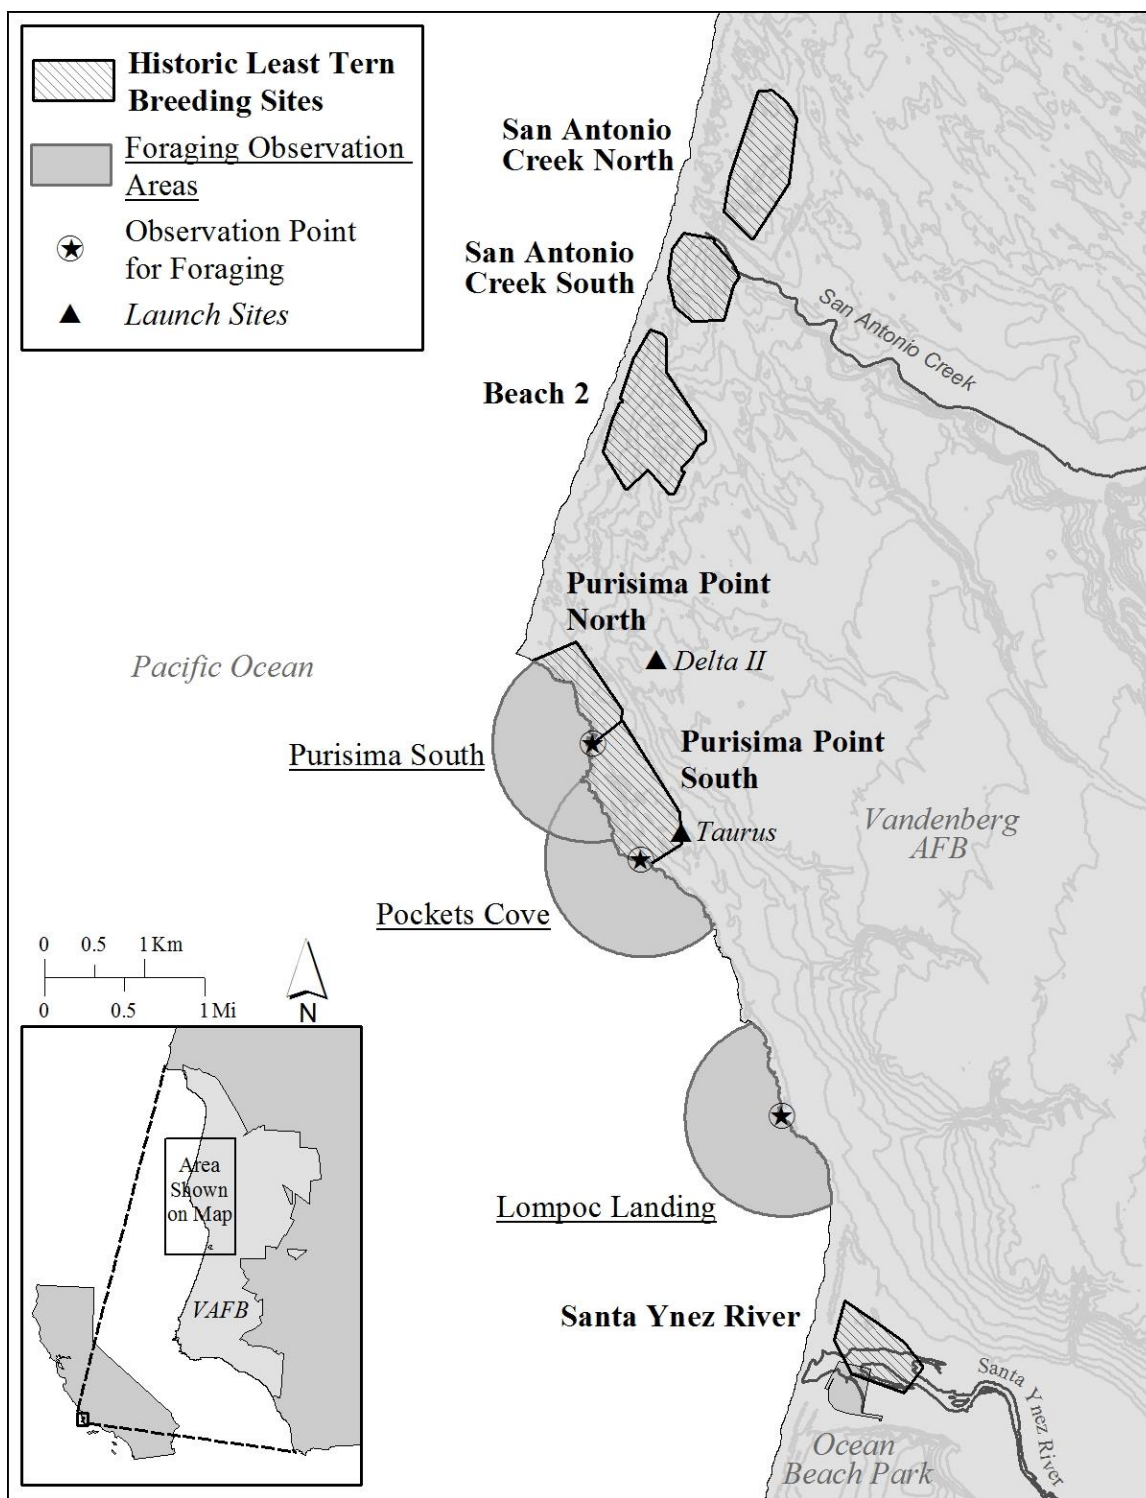 Historic Least Tern
Breeding Sites
Foraging Observation
Areas
Observation Point
for Foraging
Launch Sites
San Antonio
Creek North
San Antonio
Creek South
San Antonio Creek
Beach 2
Purisima Point
North
Delta II
Pacific Ocean
Purisima South
Purisima Point
South
Taurus
Vandenberg
AFB
Pockets Cove
0 0.5 1 Km
0 0.5 1 Mi
N
Lompoc Landing
Area
Shown
on Map
VAFB
Santa Ynez River
Santa Ynez River
Ocean
Beach Park